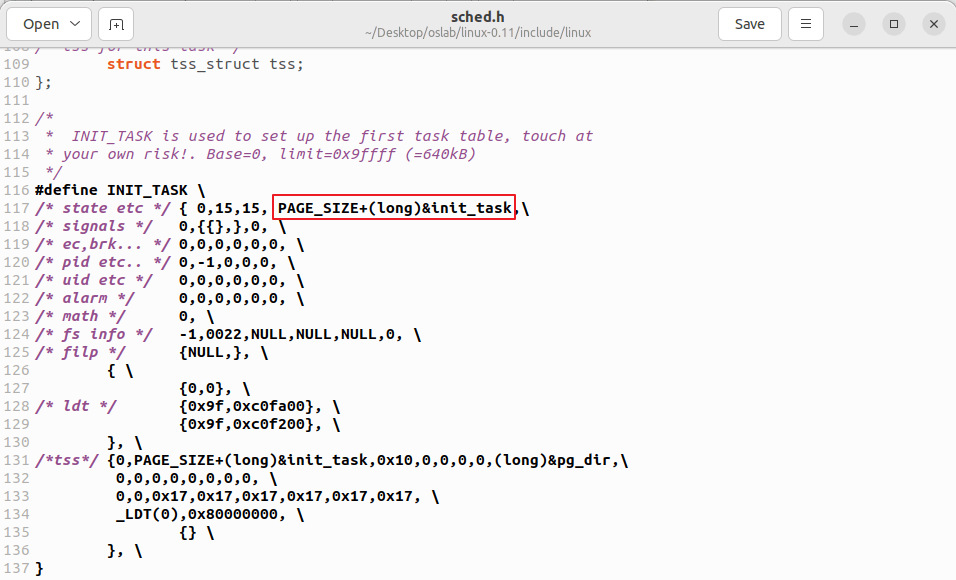 Open
sched.h
~/Desktop/oslab/linux-0.11/include/linux
Save
108 /* tss for this task */
109         struct tss_struct tss;
110 };
111
112 /*
113  *  INIT_TASK is used to set up the first task table, touch at
114  * your own risk!. Base=0, limit=0x9ffff (=640kB)
115  */
116 #define INIT_TASK \
117 /* state etc */ { 0,15,15, PAGE_SIZE+(long)&init_task,\
118 /* signals */   0,{{},},0, \
119 /* ec,brk... */ 0,0,0,0,0,0, \
120 /* pid etc.. */ 0,-1,0,0,0, \
121 /* uid etc */   0,0,0,0,0,0, \
122 /* alarm */     0,0,0,0,0,0, \
123 /* math */      0, \
124 /* fs info */   -1,0022,NULL,NULL,NULL,0, \
125 /* filp */      {NULL,}, \
126         { \
127                 {0,0}, \
128 /* ldt */       {0x9f,0xc0fa00}, \
129                 {0x9f,0xc0f200}, \
130         }, \
131 /*tss*/ {0,PAGE_SIZE+(long)&init_task,0x10,0,0,0,0,(long)&pg_dir,\
132          0,0,0,0,0,0,0,0, \
133          0,0,0x17,0x17,0x17,0x17,0x17,0x17, \
134          _LDT(0),0x80000000, \
135                 {} \
136         }, \
137 }